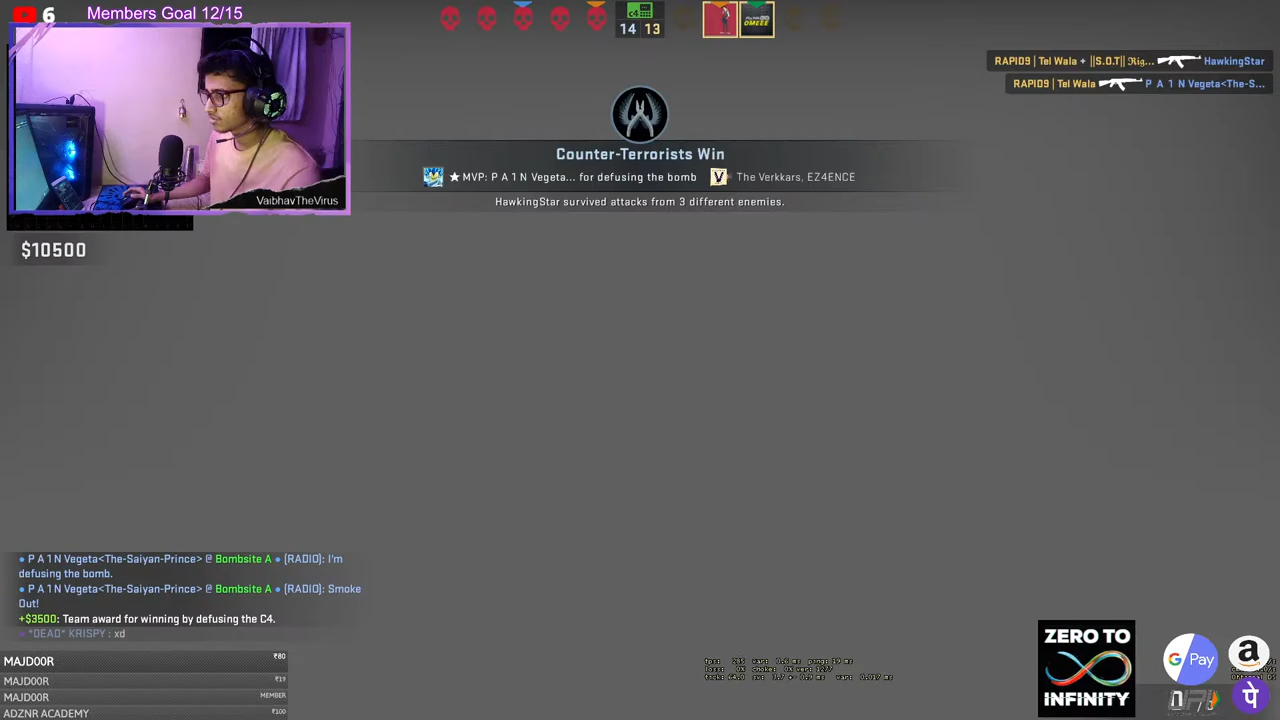 6 Members Goal 12/15
14 13
RAPID9 | Tel Wala + ||S.O.T|| Rig... HawkingStar
RAPID9 | Tel Wala P A 1 N Vegeta<The-S...
Counter-Terrorists Win
★ MVP: P A 1 N Vegeta... for defusing the bomb The Verkkars, EZ4ENCE
HawkingStar survived attacks from 3 different enemies.
VaibhavTheVirus
$10500
● P A 1 N Vegeta<The-Saiyan-Prince> @ Bombsite A ● (RADIO): I'm
defusing the bomb.
● P A 1 N Vegeta<The-Saiyan-Prince> @ Bombsite A ● (RADIO): Smoke
Out!
+$3500: Team award for winning by defusing the C4.
*DEAD* KRISPY : xd
MAJD00R ₹80
MAJD00R ₹19
MAJD00R MEMBER
ADZNR ACADEMY ₹100
ZERO TO
INFINITY
G Pay
a
पे